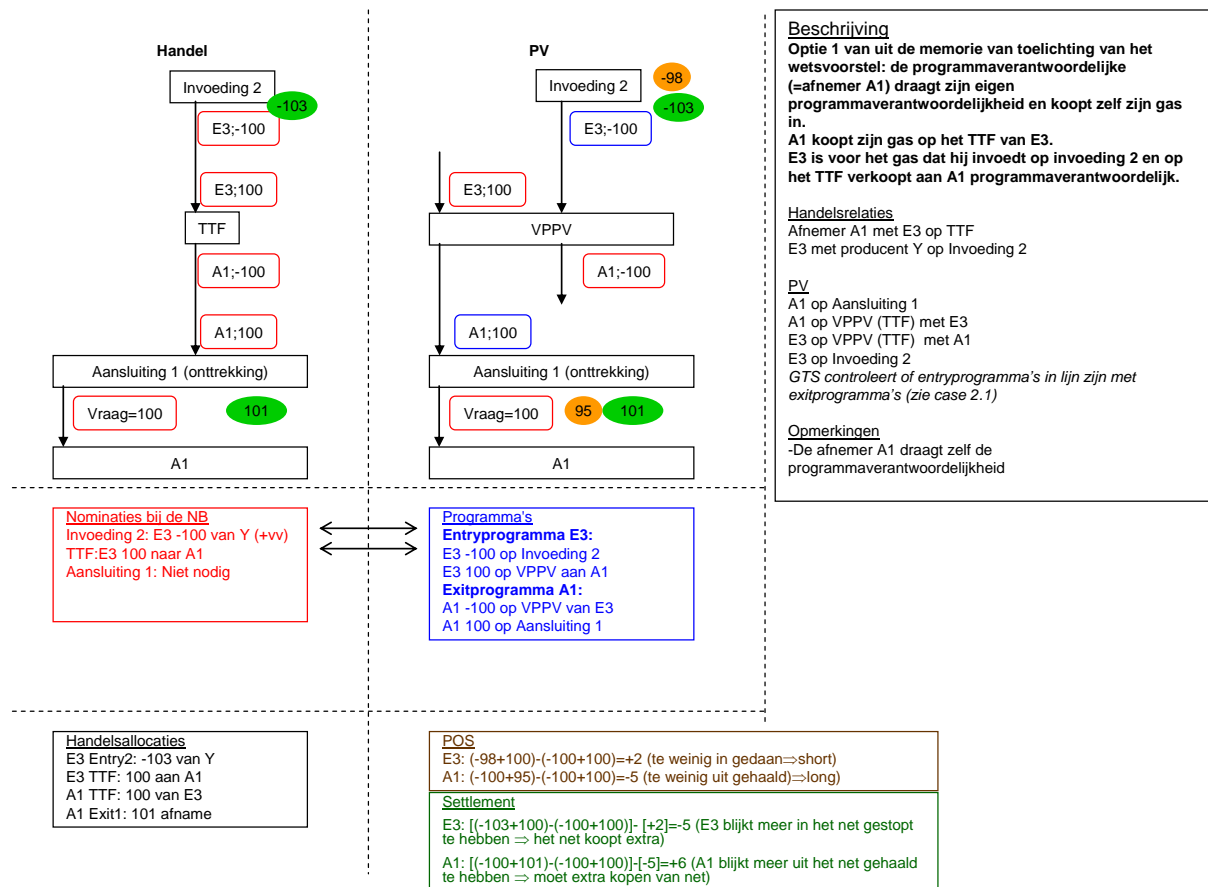 Handel
Invoeding 2
-103
E3;-100
E3;100
TTF
A1;-100
A1;100
Aansluiting 1 (onttrekking)
Vraag=100
101
A1
PV
Invoeding 2
-98
-103
E3;-100
E3;100
VPPV
A1;-100
A1;100
Aansluiting 1 (onttrekking)
Vraag=100
95
101
A1
Beschrijving
Optie 1 van uit de memorie van toelichting van het
wetsvoorstel: de programmaverantwoordelijke
(=afnemer A1) draagt zijn eigen
programmaverantwoordelijkheid en koopt zelf zijn gas
in.
A1 koopt zijn gas op het TTF van E3.
E3 is voor het gas dat hij invoedt op invoeding 2 en op
het TTF verkoopt aan A1 programmaverantwoordelijk.
Handelsrelaties
Afnemer A1 met E3 op TTF
E3 met producent Y op Invoeding 2
PV
A1 op Aansluiting 1
A1 op VPPV (TTF) met E3
E3 op VPPV (TTF) met A1
E3 op Invoeding 2
GTS controleert of entryprogramma's in lijn zijn met
exitprogramma's (zie case 2.1)
Opmerkingen
-De afnemer A1 draagt zelf de
programmaverantwoordelijkheid
Nominaties bij de NB
Invoeding 2: E3 -100 van Y (+vv)
TTF:E3 100 naar A1
Aansluiting 1: Niet nodig
Programma's
Entryprogramma E3:
E3 -100 op Invoeding 2
E3 100 op VPPV aan A1
Exitprogramma A1:
A1 -100 op VPPV van E3
A1 100 op Aansluiting 1
Handelsallocaties
E3 Entry2: -103 van Y
E3 TTF: 100 aan A1
A1 TTF: 100 van E3
A1 Exit1: 101 afname
POS
E3: (-98+100)-(-100+100)=+2 (te weinig in gedaan⇒short)
A1: (-100+95)-(-100+100)=-5 (te weinig uit gehaald)⇒long)
Settlement
E3: [(-103+100)-(-100+100)]- [+2]=-5 (E3 blijkt meer in het net gestopt
te hebben ⇒ het net koopt extra)
A1: [(-100+101)-(-100+100)]-[-5]=+6 (A1 blijkt meer uit het net gehaald
te hebben ⇒ moet extra kopen van net)